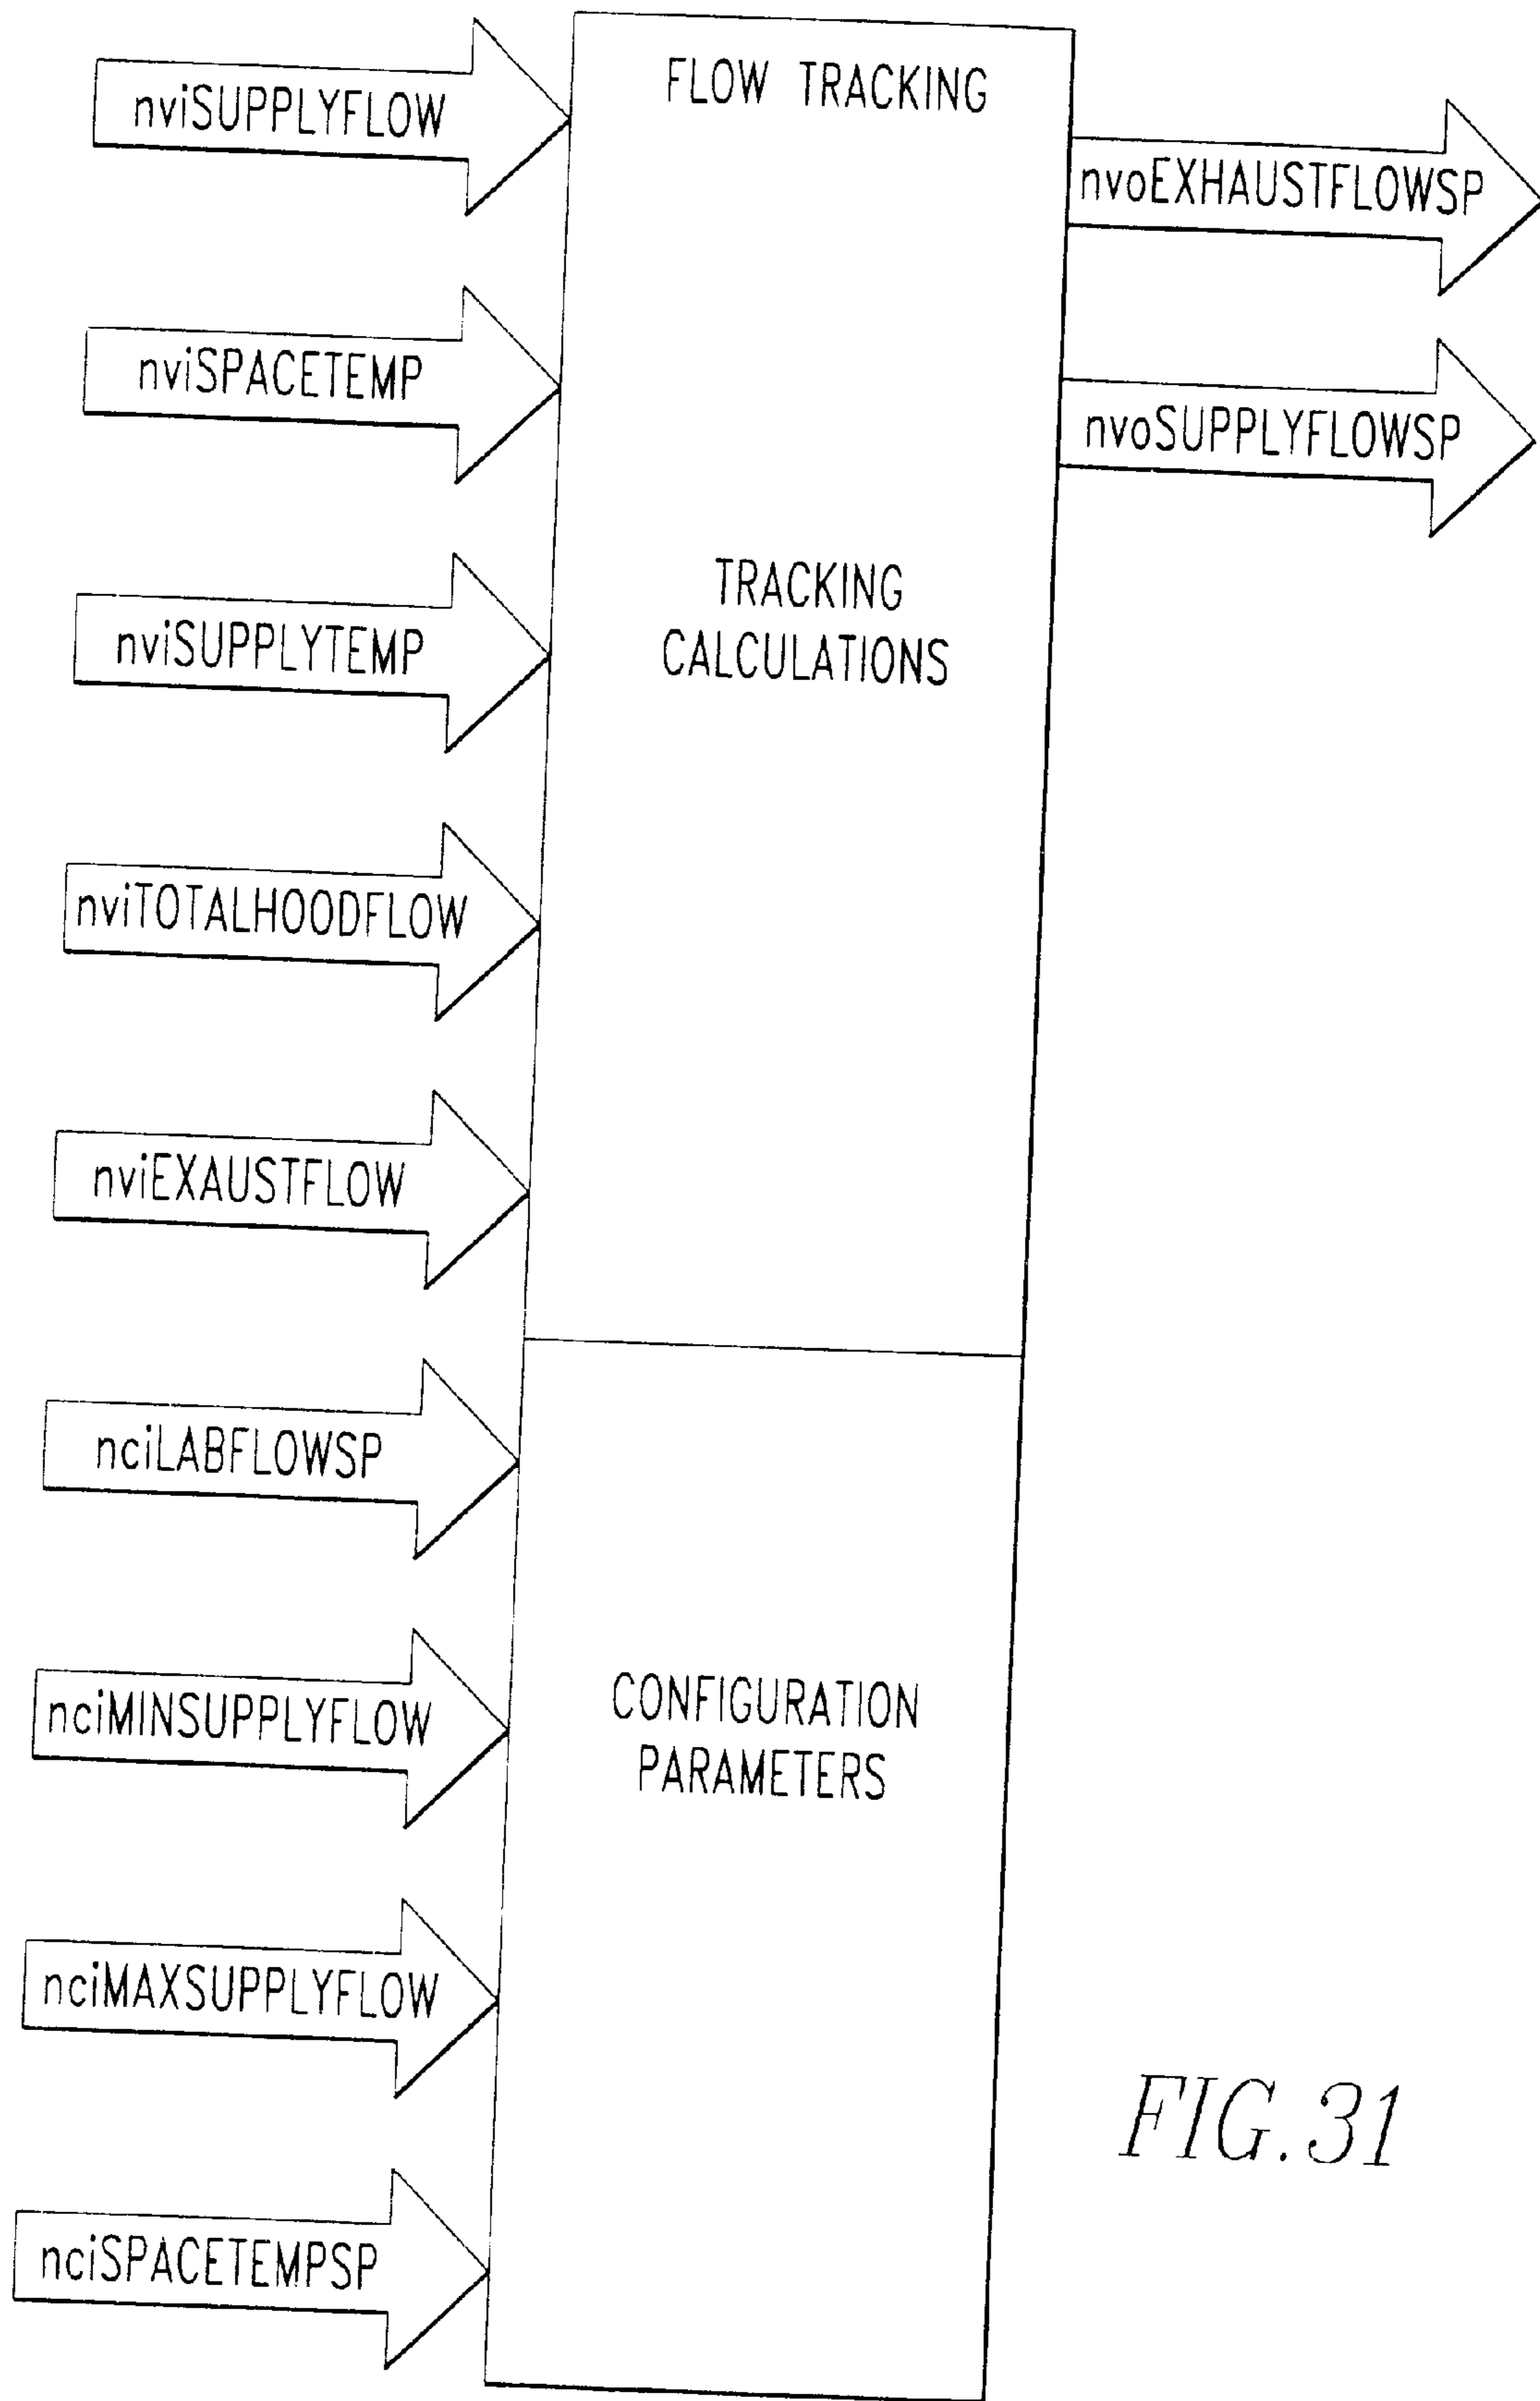 FLOW TRACKING
nviSUPPLYFLOW
nvoEXHAUSTFLOWSP
nviSPACETEMP
nvoSUPPLYFLOWSP
TRACKING
CALCULATIONS
nviSUPPLYTEMP
nviTOTALHOODFLOW
nviEXAUSTFLOW
nciLABFLOWSP
nciMINSUPPLYFLOW
CONFIGURATION
PARAMETERS
nciMAXSUPPLYFLOW
nciSPACETEMPSP
FIG.31